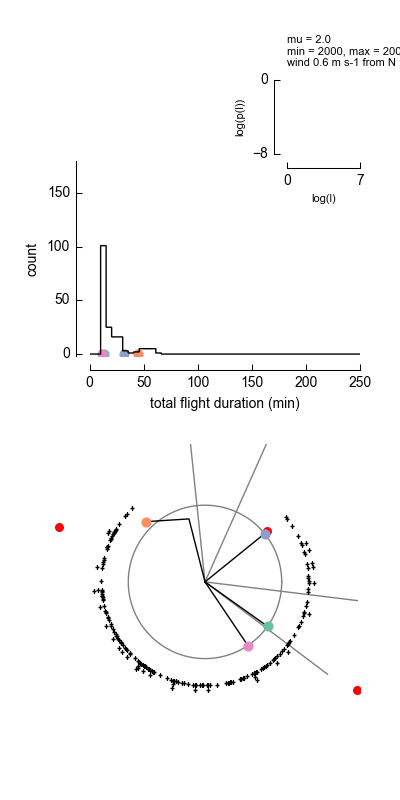 mu = 2.0
min = 2000, max = 200
wind 0.6 m s-1 from N
0
log(p(l))
−8
0 7
log(l)
150
100
count
50
0
0 50 100 150 200 250
total flight duration (min)